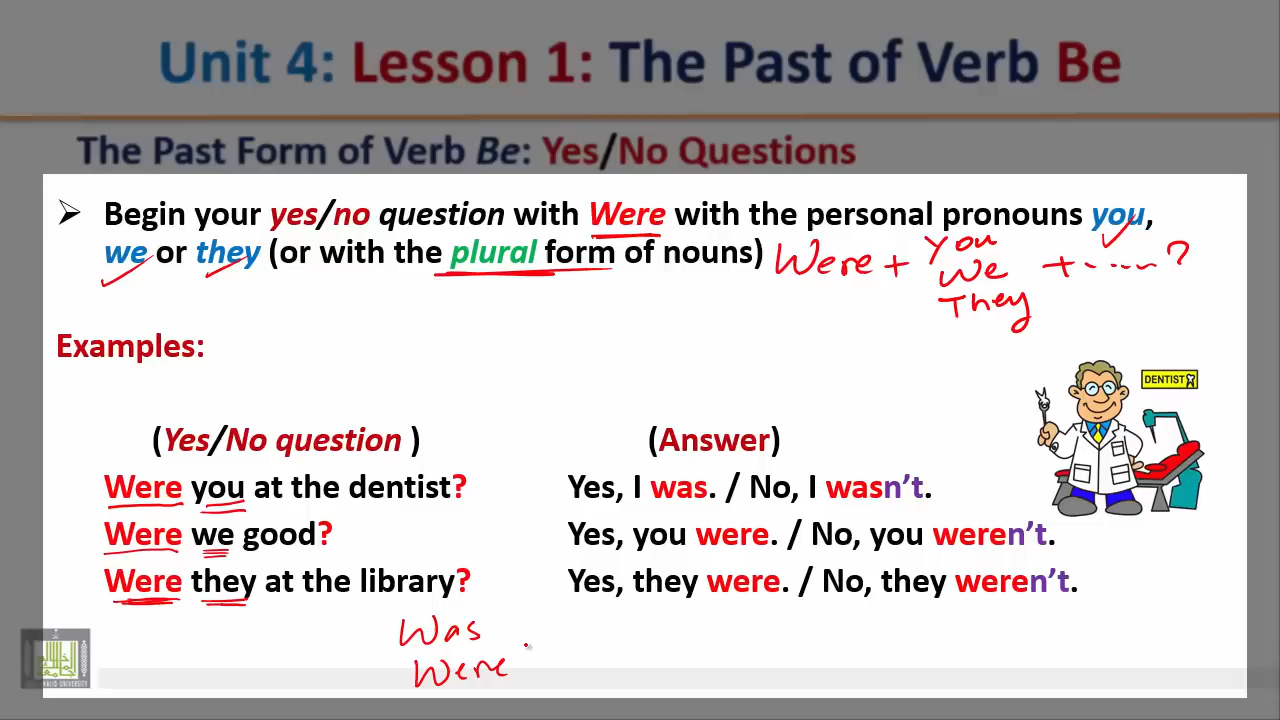 Unit 4: Lesson 1: The Past of Verb Be
The Past Form of Verb Be: Yes/No Questions
➢ Begin your yes/no question with Were with the personal pronouns you,
we or they (or with the plural form of nouns)
Were + You We They + ..... ?
Examples:
DENTIST
(Yes/No question ) (Answer)
Were you at the dentist? Yes, I was. / No, I wasn’t.
Were we good? Yes, you were. / No, you weren’t.
Were they at the library? Yes, they were. / No, they weren’t.
Was
Were